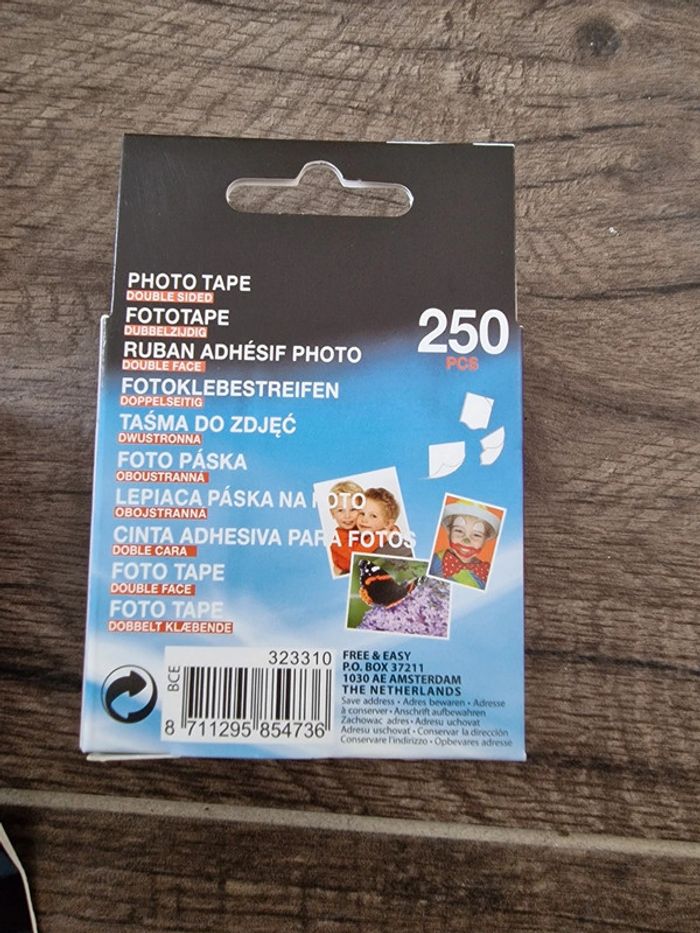 PHOTO TAPE
DOUBLE SIDED
FOTOTAPE
DUBBELZIJDIG
RUBAN ADHÉSIF PHOTO
DOUBLE FACE
FOTOKLEBESTREIFEN
DOPPELSEITIG
TAŚMA DO ZDJĘĆ
DWUSTRONNA
FOTO PÁSKA
OBOUSTRANNÁ
LEPIACA PÁSKA NA FOTO
OBOJSTRANNÁ
CINTA ADHESIVA PARA FOTOS
DOBLE CARA
FOTO TAPE
DOUBLE FACE
FOTO TAPE
DOBBELT KLÆBENDE
250
PCS
BCE
323310
8 711295 854736
FREE & EASY
P.O. BOX 37211
1030 AE AMSTERDAM
THE NETHERLANDS
Save address • Adres bewaren • Adresse
à conserver • Anschrift aufbewahren
Zachowac adres • Adresu uchovat
Adresu uschovat • Conservar la dirección
Conservare l'indirizzo • Opbevares adresse